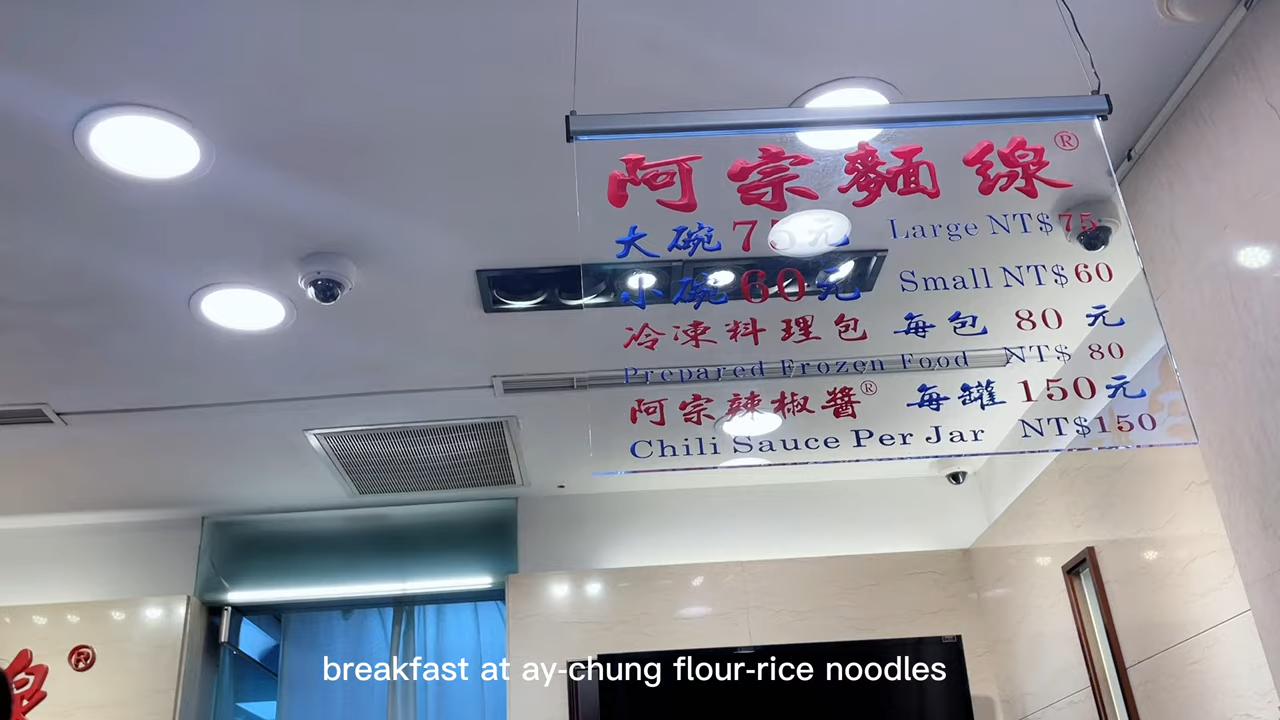 阿宗麵線®
大碗75元 Large NT$75
小碗60元 Small NT$60
冷凍料理包 每包 80 元
Prepared Frozen Food NT$ 80
阿宗辣椒醬® 每罐150元
Chili Sauce Per Jar NT$150
線®
breakfast at ay-chung flour-rice noodles